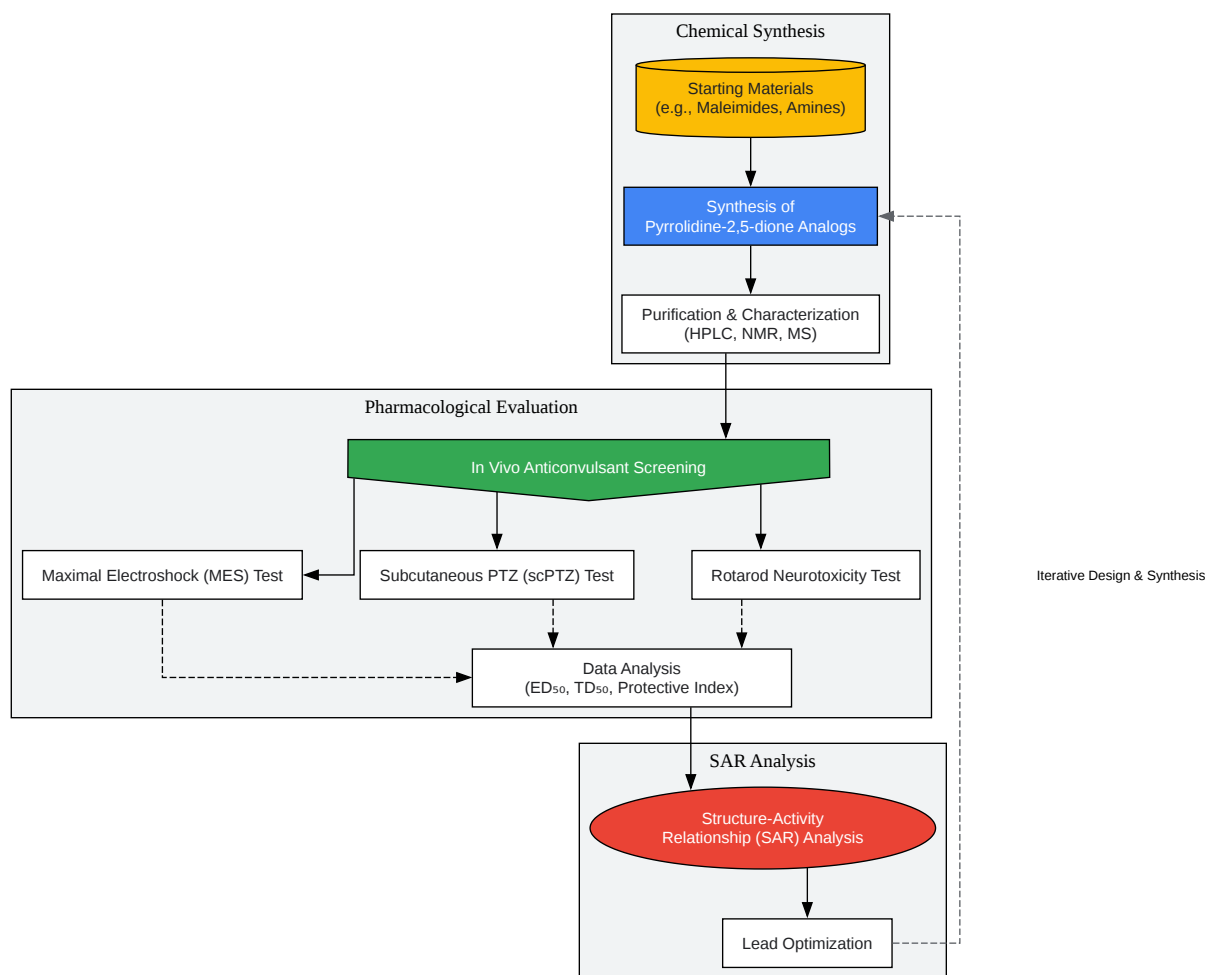 Chemical Synthesis
Starting Materials
(e.g., Maleimides, Amines)
Synthesis of
Pyrrolidine-2,5-dione Analogs
Purification & Characterization
(HPLC, NMR, MS)
Pharmacological Evaluation
In Vivo Anticonvulsant Screening
Maximal Electroshock (MES) Test
Subcutaneous PTZ (scPTZ) Test
Rotarod Neurotoxicity Test
Iterative Design & Synthesis
Data Analysis
(ED₅₀, TD₅₀, Protective Index)
SAR Analysis
Structure-Activity
Relationship (SAR) Analysis
Lead Optimization